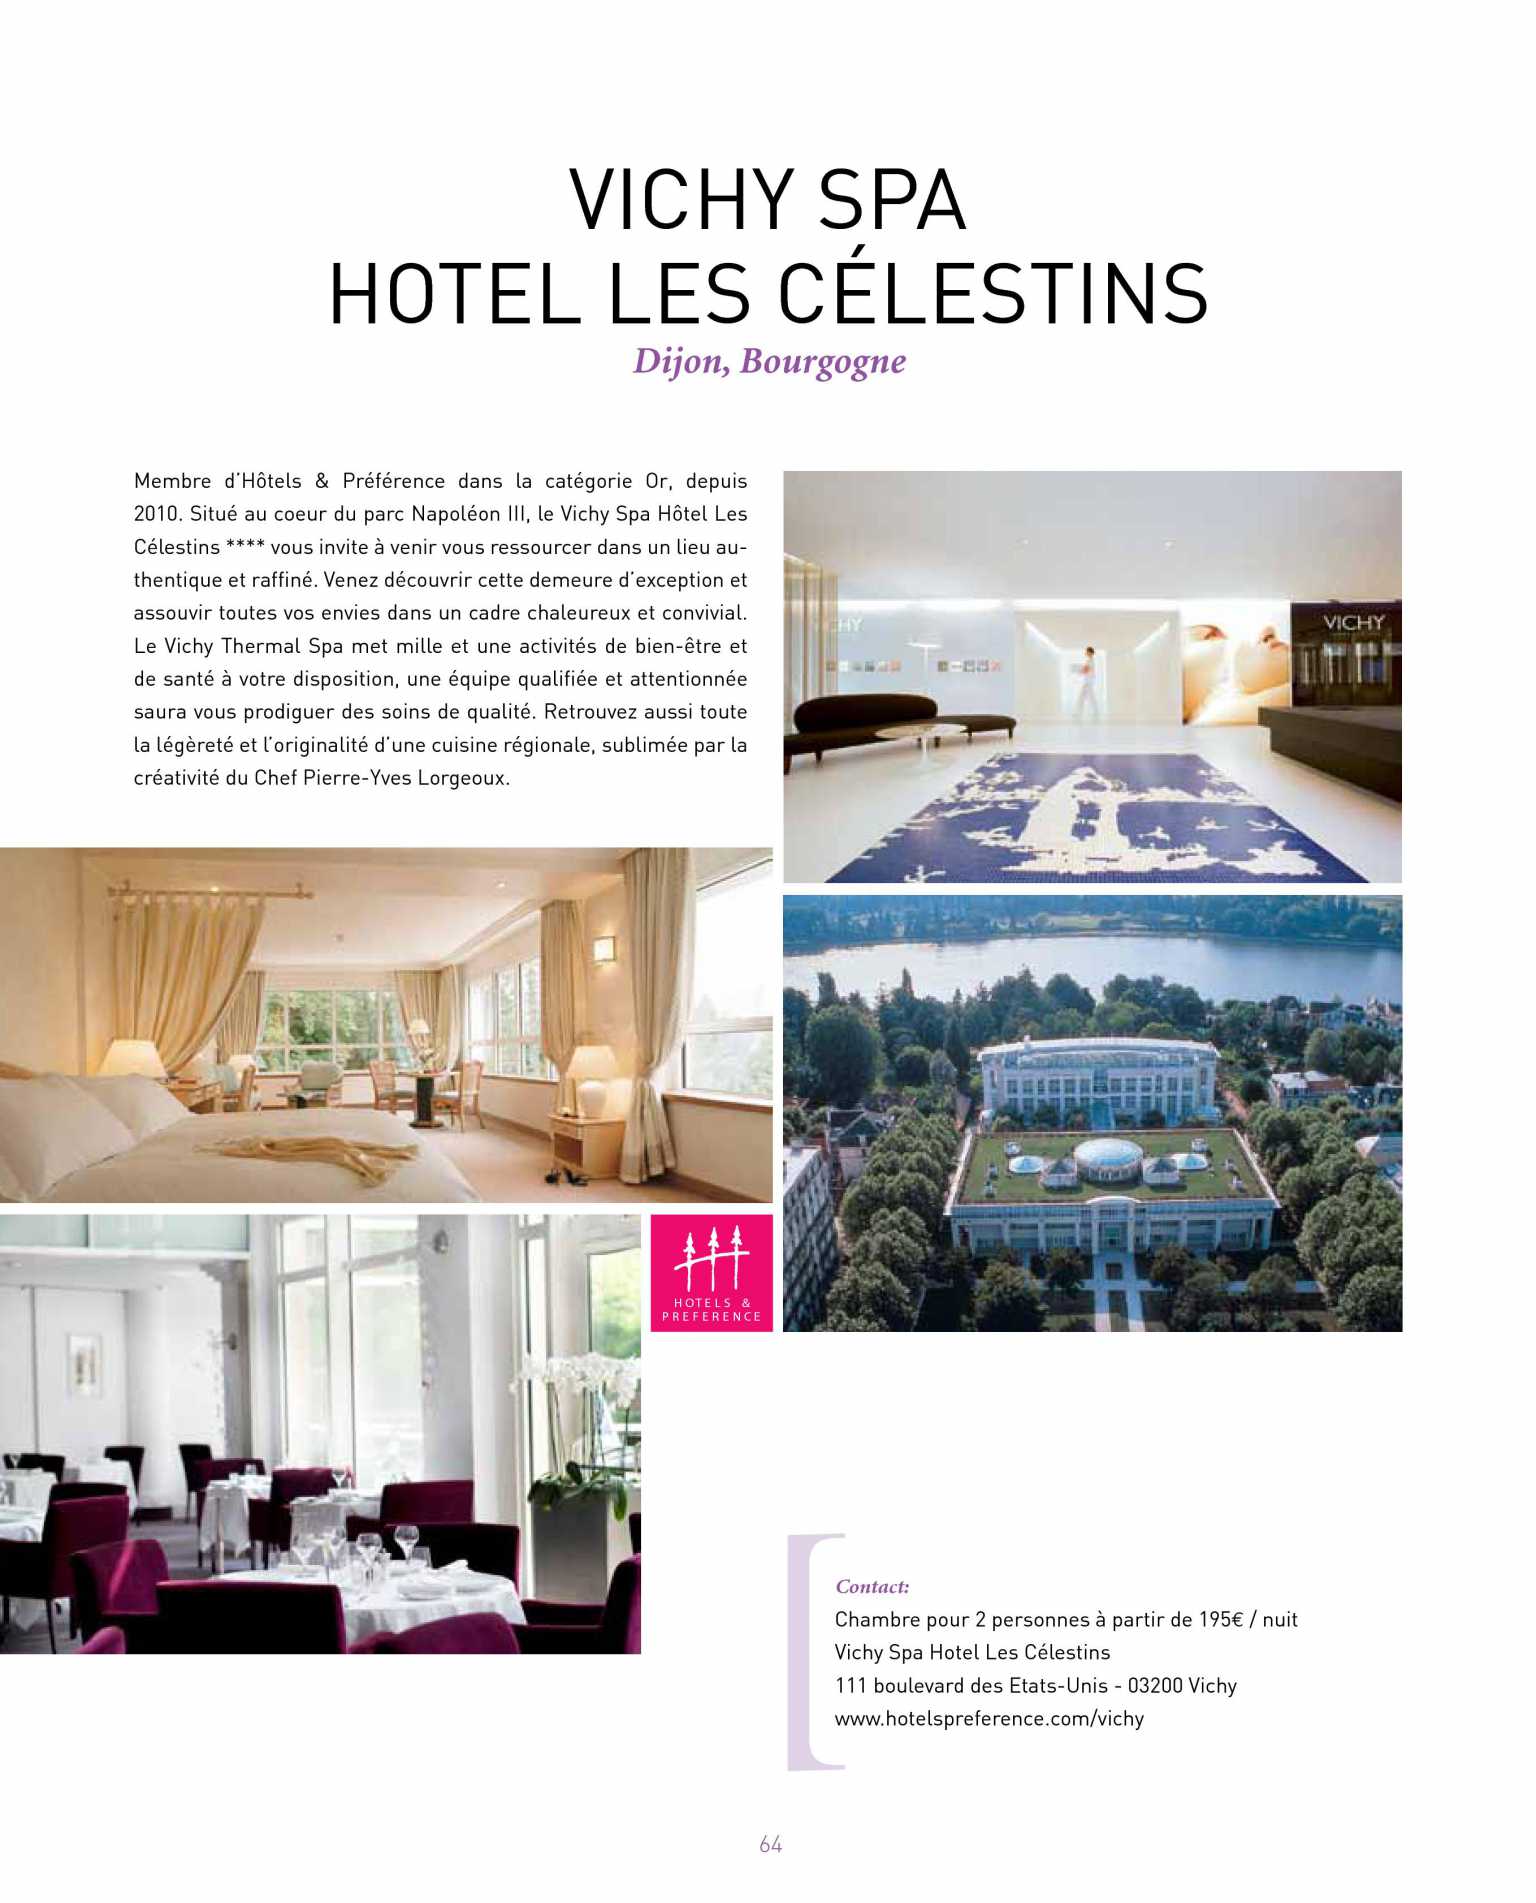 VICHY SPA
HOTEL LES CÉLESTINS
Dijon, Bourgogne
Membre d’Hôtels & Préférence dans la catégorie Or, depuis
2010. Situé au coeur du parc Napoléon III, le Vichy Spa Hôtel Les
Célestins **** vous invite à venir vous ressourcer dans un lieu au-
thentique et raffiné. Venez découvrir cette demeure d’exception et
assouvir toutes vos envies dans un cadre chaleureux et convivial.
Le Vichy Thermal Spa met mille et une activités de bien-être et
de santé à votre disposition, une équipe qualifiée et attentionnée
saura vous prodiguer des soins de qualité. Retrouvez aussi toute
la légèreté et l’originalité d’une cuisine régionale, sublimée par la
créativité du Chef Pierre-Yves Lorgeoux.
VICHY
VICHY
HOTELS &
PREFERENCE
Contact:
Chambre pour 2 personnes à partir de 195€ / nuit
Vichy Spa Hotel Les Célestins
111 boulevard des Etats-Unis - 03200 Vichy
www.hotelspreference.com/vichy
64